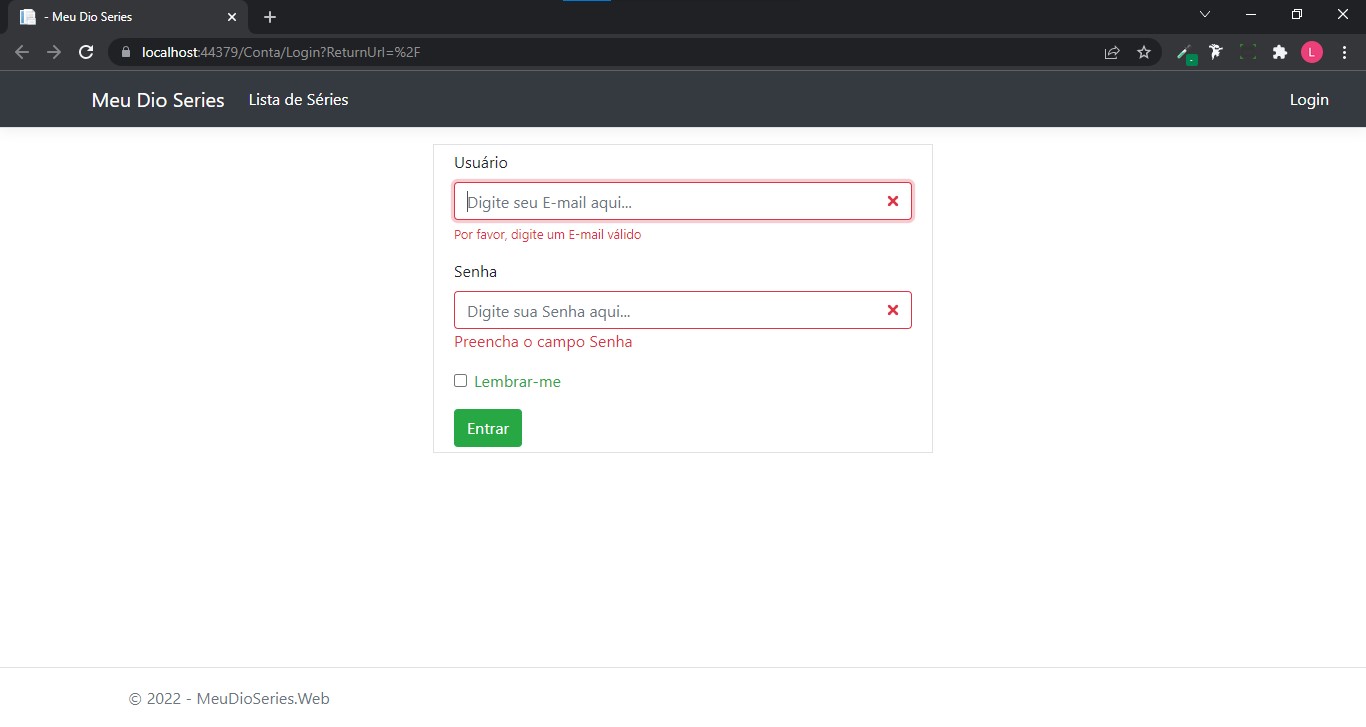 - Meu Dio Series
localhost:44379/Conta/Login?ReturnUrl=%2F
L
Meu Dio Series Lista de Séries Login
Usuário
Digite seu E-mail aqui...
Por favor, digite um E-mail válido
Senha
Digite sua Senha aqui...
Preencha o campo Senha
Lembrar-me
Entrar
© 2022 - MeuDioSeries.Web